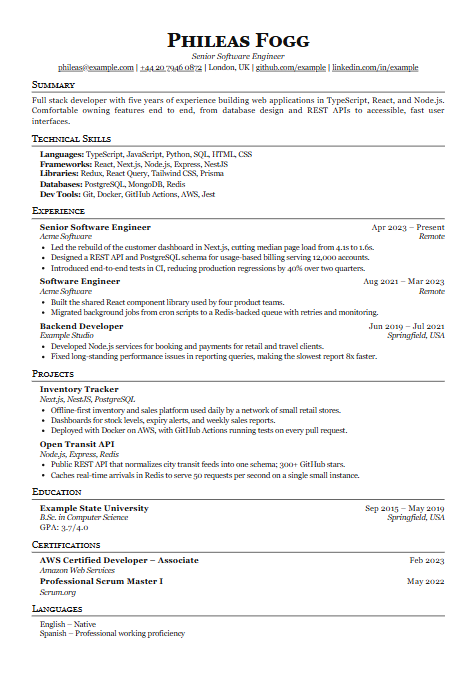 Phileas Fogg
Senior Software Engineer
phileas@example.com | +44 20 7946 0872 | London, UK | github.com/example | linkedin.com/in/example
Summary
Full stack developer with five years of experience building web applications in TypeScript, React, and Node.js.
Comfortable owning features end to end, from database design and REST APIs to accessible, fast user
interfaces.
Technical Skills
Languages: TypeScript, JavaScript, Python, SQL, HTML, CSS
Frameworks: React, Next.js, Node.js, Express, NestJS
Libraries: Redux, React Query, Tailwind CSS, Prisma
Databases: PostgreSQL, MongoDB, Redis
Dev Tools: Git, Docker, GitHub Actions, AWS, Jest
Experience
Senior Software Engineer Apr 2023 – Present
Acme Software Remote
• Led the rebuild of the customer dashboard in Next.js, cutting median page load from 4.1s to 1.6s.
• Designed a REST API and PostgreSQL schema for usage-based billing serving 12,000 accounts.
• Introduced end-to-end tests in CI, reducing production regressions by 40% over two quarters.
Software Engineer Aug 2021 – Mar 2023
Acme Software Remote
• Built the shared React component library used by four product teams.
• Migrated background jobs from cron scripts to a Redis-backed queue with retries and monitoring.
Backend Developer Jun 2019 – Jul 2021
Example Studio Springfield, USA
• Developed Node.js services for booking and payments for retail and travel clients.
• Fixed long-standing performance issues in reporting queries, making the slowest report 8x faster.
Projects
Inventory Tracker
Next.js, NestJS, PostgreSQL
• Offline-first inventory and sales platform used daily by a network of small retail stores.
• Dashboards for stock levels, expiry alerts, and weekly sales reports.
• Deployed with Docker on AWS, with GitHub Actions running tests on every pull request.
Open Transit API
Node.js, Express, Redis
• Public REST API that normalizes city transit feeds into one schema; 300+ GitHub stars.
• Caches real-time arrivals in Redis to serve 50 requests per second on a single small instance.
Education
Example State University Sep 2015 – May 2019
B.Sc. in Computer Science Springfield, USA
GPA: 3.7/4.0
Certifications
AWS Certified Developer – Associate Feb 2023
Amazon Web Services
Professional Scrum Master I May 2022
Scrum.org
Languages
English – Native
Spanish – Professional working proficiency